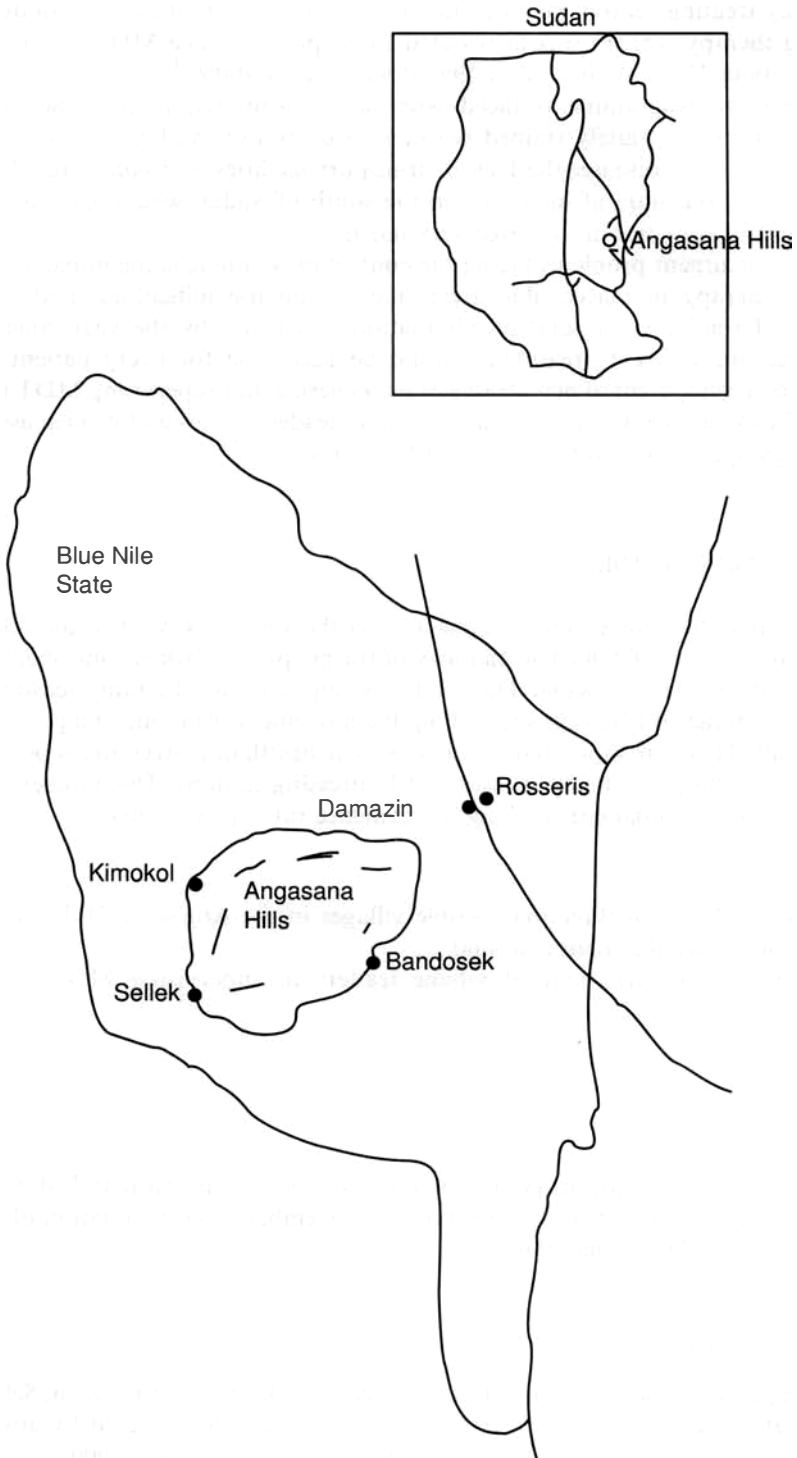 Sudan
Angasana Hills
Blue Nile
State
Rosseris
Damazin
Kimokol
Angasana
Hills
Bandosek
Sellek